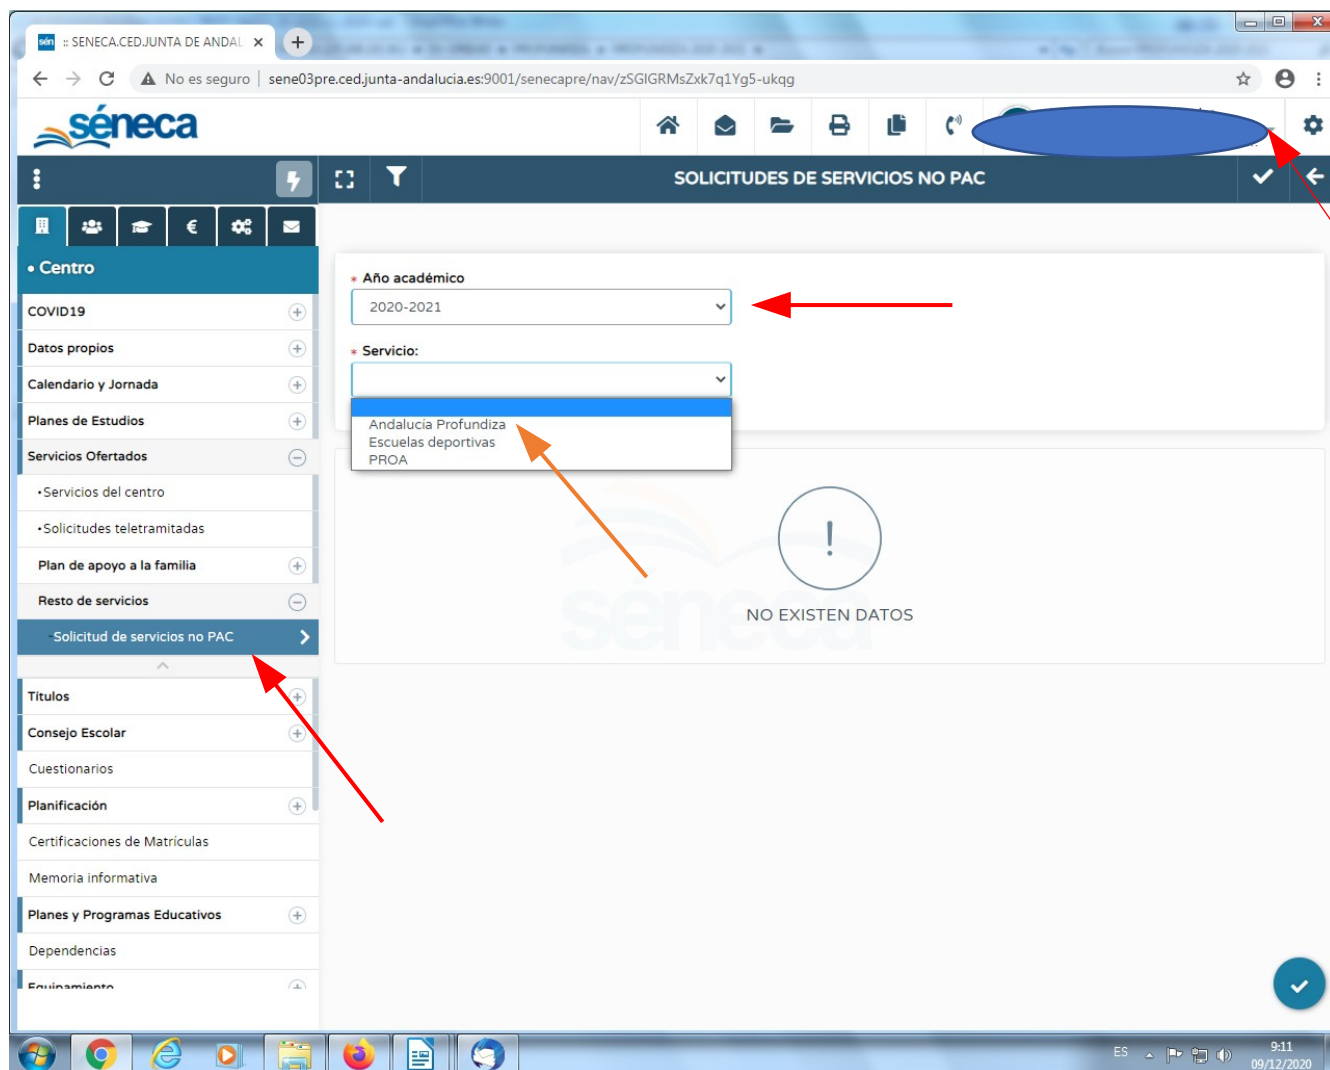 sén :: SENECA.CED.JUNTA DE ANDAL
No es seguro | sene03pre.ced.junta-andalucia.es:9001/senecapre/nav/zSGIGRMsZxk7q1Yg5-ukqg
séneca
SOLICITUDES DE SERVICIOS NO PAC
€
• Centro
COVID19
Datos propios
Calendario y Jornada
Planes de Estudios
Servicios Ofertados
•Servicios del centro
•Solicitudes teletramitadas
Plan de apoyo a la familia
Resto de servicios
-Solicitud de servicios no PAC
Títulos
Consejo Escolar
Cuestionarios
Planificación
Certificaciones de Matrículas
Memoria informativa
Planes y Programas Educativos
Dependencias
Equipamiento
* Año académico
2020-2021
* Servicio:
Andalucía Profundiza
Escuelas deportivas
PROA
!
séneca
NO EXISTEN DATOS
ES
9:11
09/12/2020